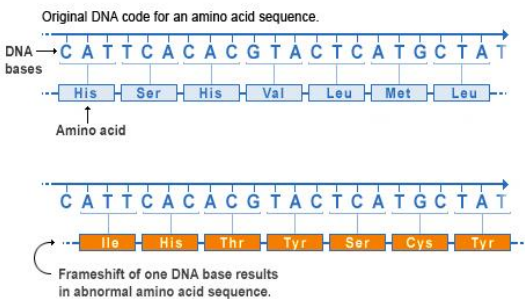 Original DNA code for an amino acid sequence.
DNA bases
C A T T C A C A C G T A C T C A T G C T A T
His Ser His Val Leu Met Leu
Amino acid
C A T T C A C A C G T A C T C A T G C T A T
Ile His Thr Tyr Ser Cys Tyr
Frameshift of one DNA base results
in abnormal amino acid sequence.